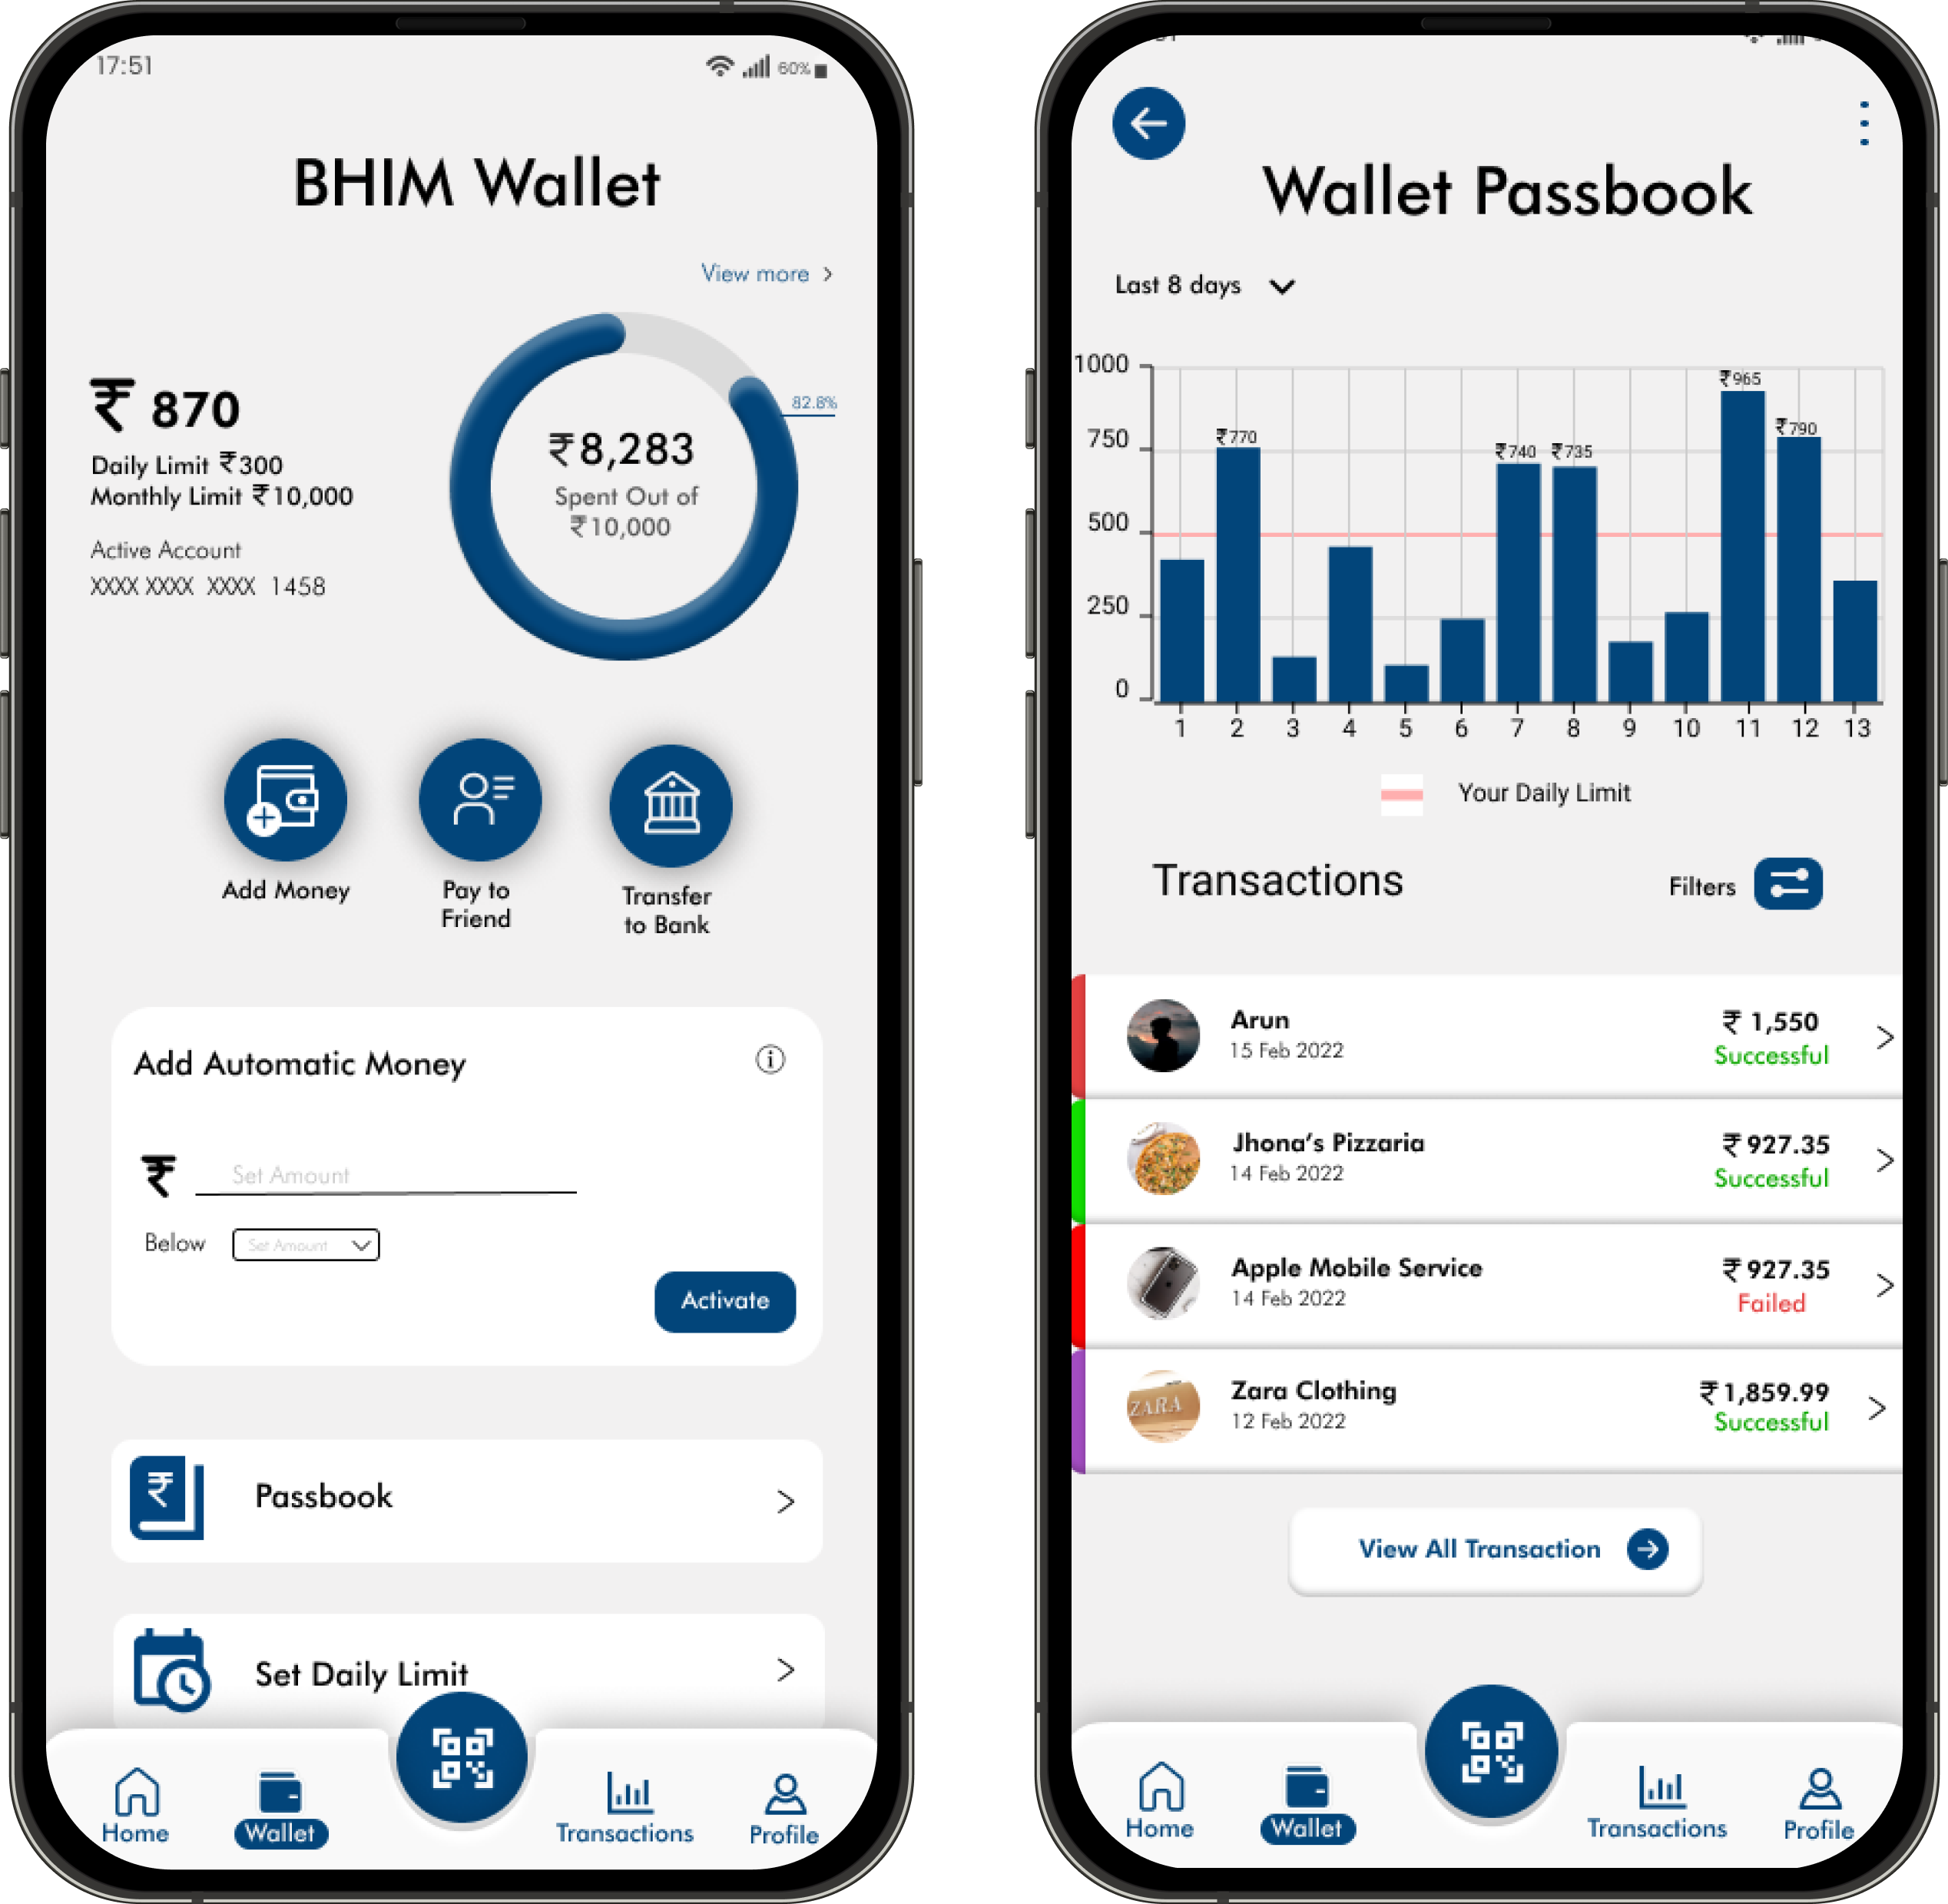 17:51
60%
BHIM Wallet
View more >
₹ 870
Daily Limit ₹300
Monthly Limit ₹10,000
Active Account
XXXX XXXX XXXX 1458
82.8%
₹8,283
Spent Out of
₹10,000
Add Money
Pay to
Friend
Transfer
to Bank
Add Automatic Money
₹ Set Amount
Below Set Amount
Activate
₹
Passbook
Set Daily Limit
Home
Wallet
Transactions
Profile
Wallet Passbook
Last 8 days
1000
750
500
250
0
₹770
₹740
₹735
₹965
₹790
1 2 3 4 5 6 7 8 9 10 11 12 13
Your Daily Limit
Transactions
Filters
Arun
15 Feb 2022
₹ 1,550
Successful
Jhona's Pizzaria
14 Feb 2022
₹ 927.35
Successful
Apple Mobile Service
14 Feb 2022
₹ 927.35
Failed
ZARA
Zara Clothing
12 Feb 2022
₹ 1,859.99
Successful
View All Transaction
Home
Wallet
Transactions
Profile